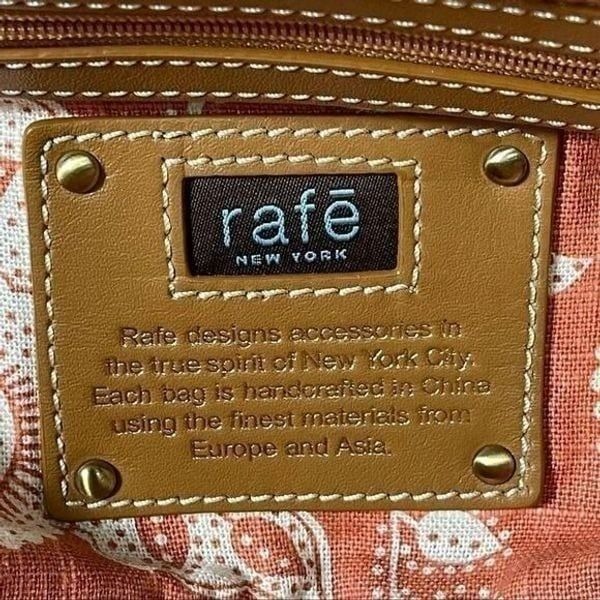 rafē
NEW YORK
Rafe designs accessories in
the true spirit of New York City.
Each bag is handcrafted in China
using the finest materials from
Europe and Asia.